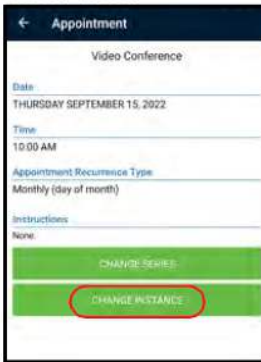 ← Appointment
Video Conference
Date
THURSDAY SEPTEMBER 15, 2022
Time
10:00 AM
Appointment Recurrence Type
Monthly (day of month)
Instructions
None.
CHANGE SERIES
CHANGE INSTANCE